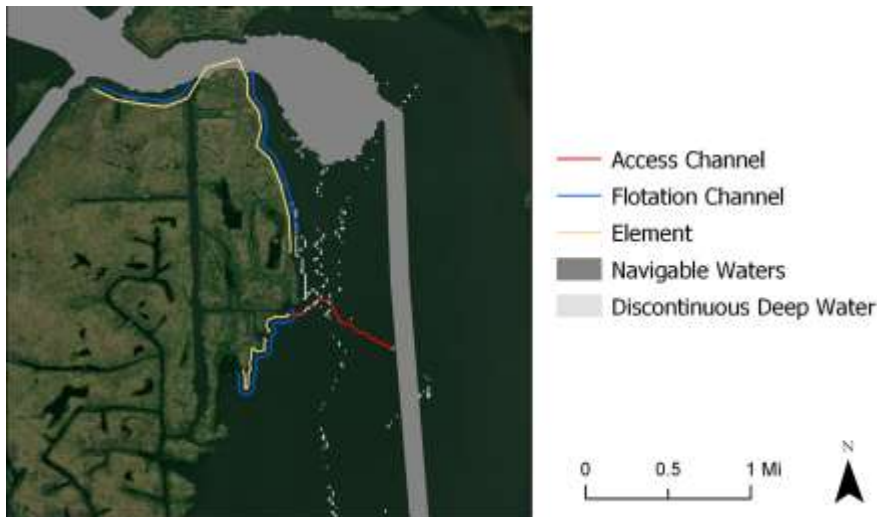 Access Channel
Flotation Channel
Element
Navigable Waters
Discontinuous Deep Water
N
0 0.5 1 Mi